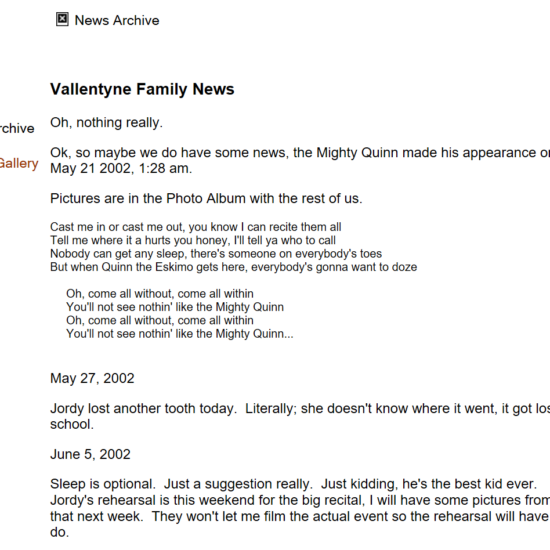 News Archive
Vallentyne Family News
Oh, nothing really.
rchive
Ok, so maybe we do have some news, the Mighty Quinn made his appearance
Gallery
May 21 2002, 1:28 am.
Pictures are in the Photo Album with the rest of us.
Cast me in or cast me out, you know I can recite them all
Tell me where it a hurts you honey, I'll tell ya who to call
Nobody can get any sleep, there's someone on everybody's toes
But when Quinn the Eskimo gets here, everybody's gonna want to doze
Oh, come all without, come all within
You'll not see nothin' like the Mighty Quinn
Oh, come all without, come all within
You'll not see nothin' like the Mighty Quinn...
May 27, 2002
Jordy lost another tooth today.  Literally; she doesn't know where it went, it got los
school.
June 5, 2002
Sleep is optional.  Just a suggestion really.  Just kidding, he's the best kid ever.
Jordy's rehearsal is this weekend for the big recital, I will have some pictures from
that next week.  They won't let me film the actual event so the rehearsal will have
do.